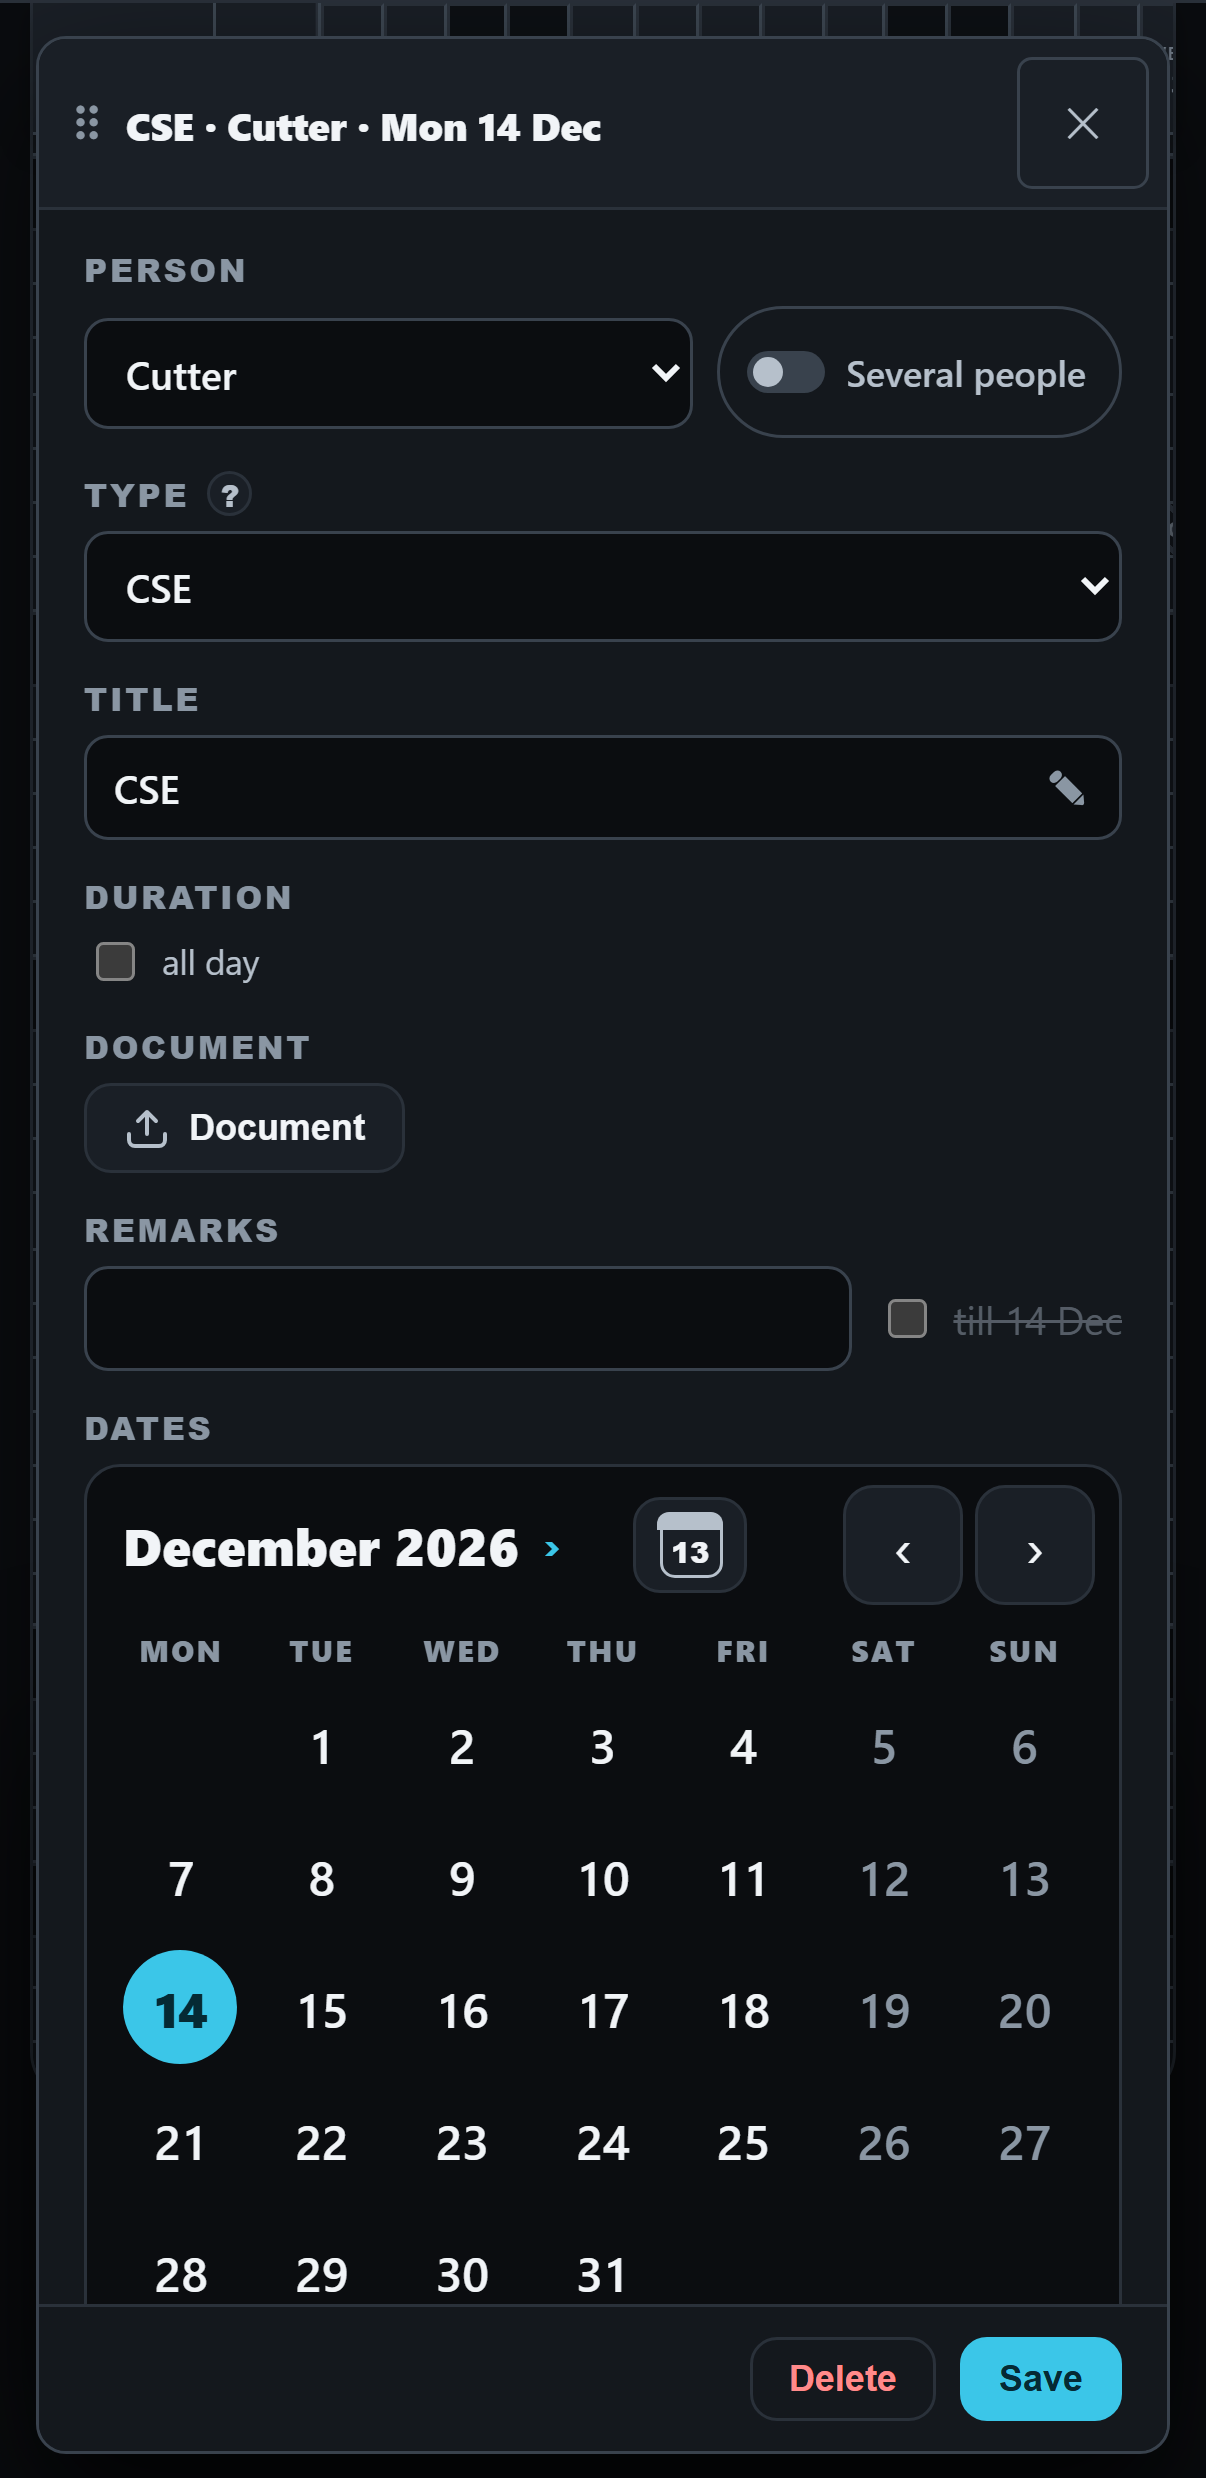 CSE · Cutter · Mon 14 Dec
PERSON
Cutter
Several people
TYPE ?
CSE
TITLE
CSE
DURATION
all day
DOCUMENT
Document
REMARKS
till 14 Dec
DATES
December 2026 ›
13
‹ ›
MON TUE WED THU FRI SAT SUN
1 2 3 4 5 6
7 8 9 10 11 12 13
14 15 16 17 18 19 20
21 22 23 24 25 26 27
28 29 30 31
Delete Save